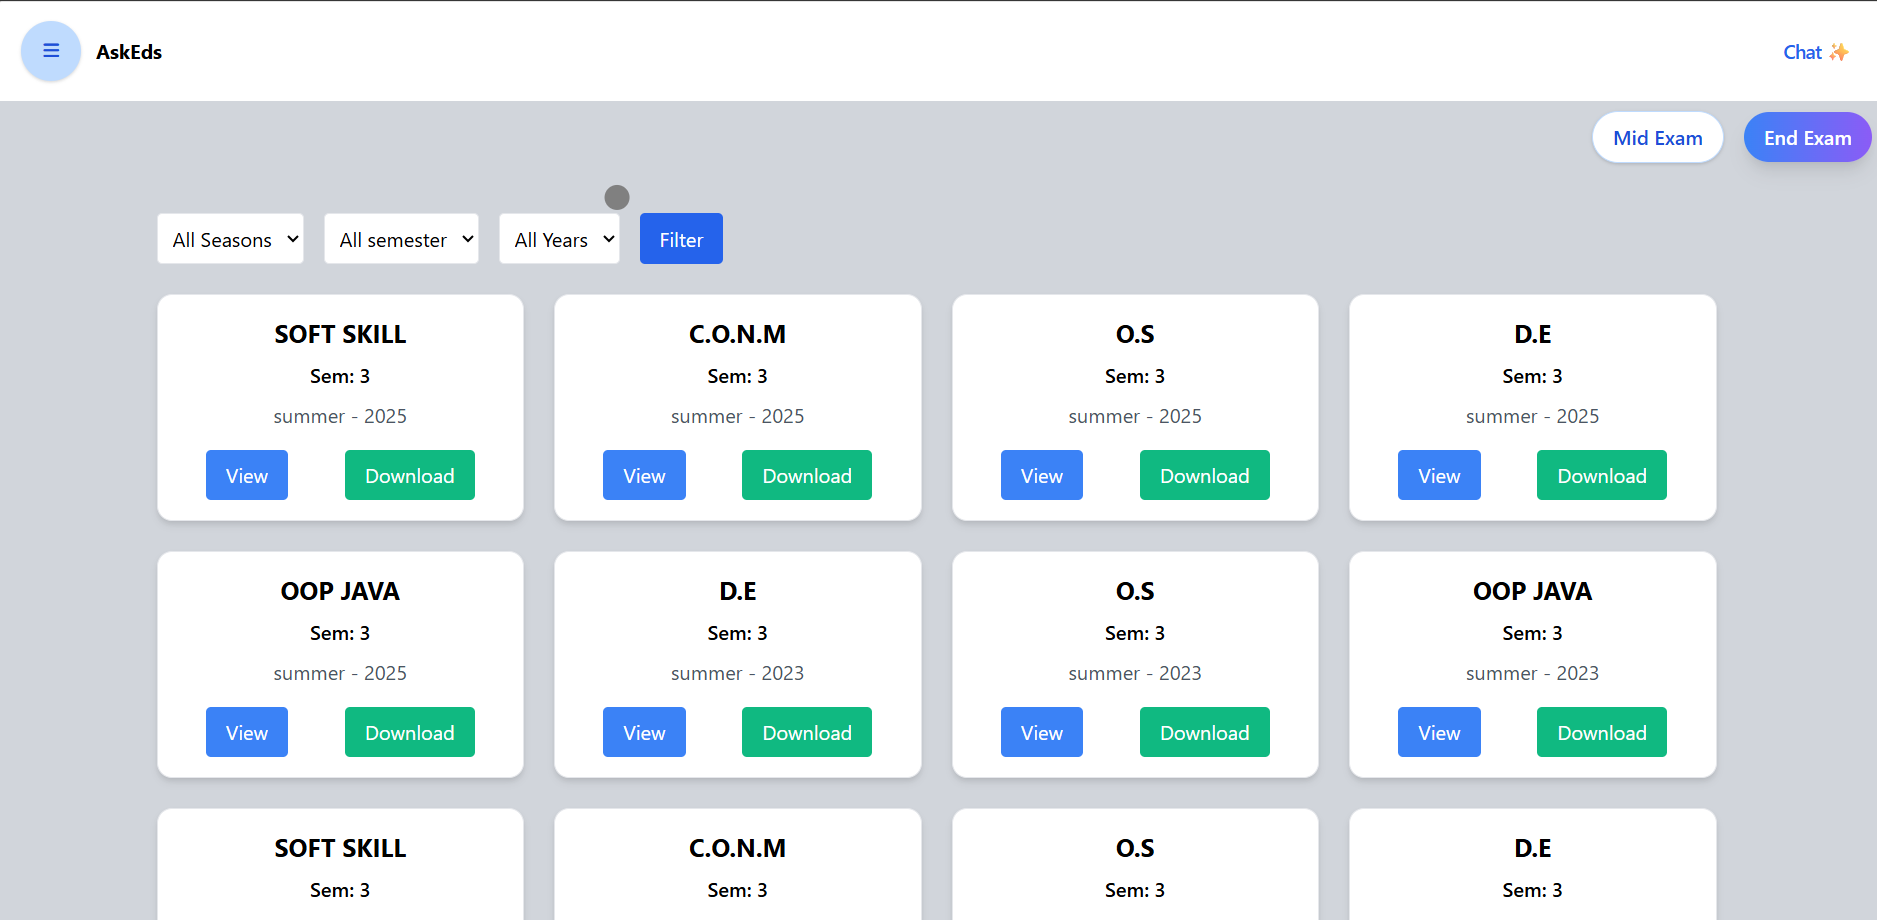 AskEds
Chat ✨
Mid Exam
End Exam
All Seasons
All semester
All Years
Filter
SOFT SKILL
Sem: 3
summer - 2025
View
Download
C.O.N.M
Sem: 3
summer - 2025
View
Download
O.S
Sem: 3
summer - 2025
View
Download
D.E
Sem: 3
summer - 2025
View
Download
OOP JAVA
Sem: 3
summer - 2025
View
Download
D.E
Sem: 3
summer - 2023
View
Download
O.S
Sem: 3
summer - 2023
View
Download
OOP JAVA
Sem: 3
summer - 2023
View
Download
SOFT SKILL
Sem: 3
C.O.N.M
Sem: 3
O.S
Sem: 3
D.E
Sem: 3